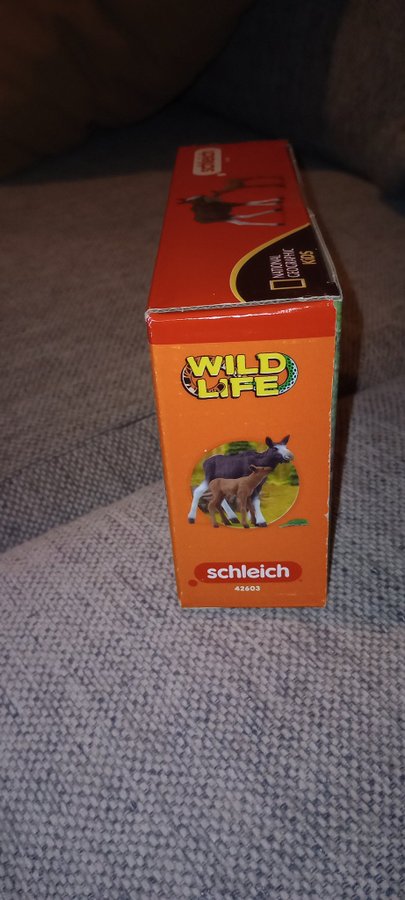 schleich
NATIONAL
GEOGRAPHIC
KiDS
WILD
LIFE
schleich
42603